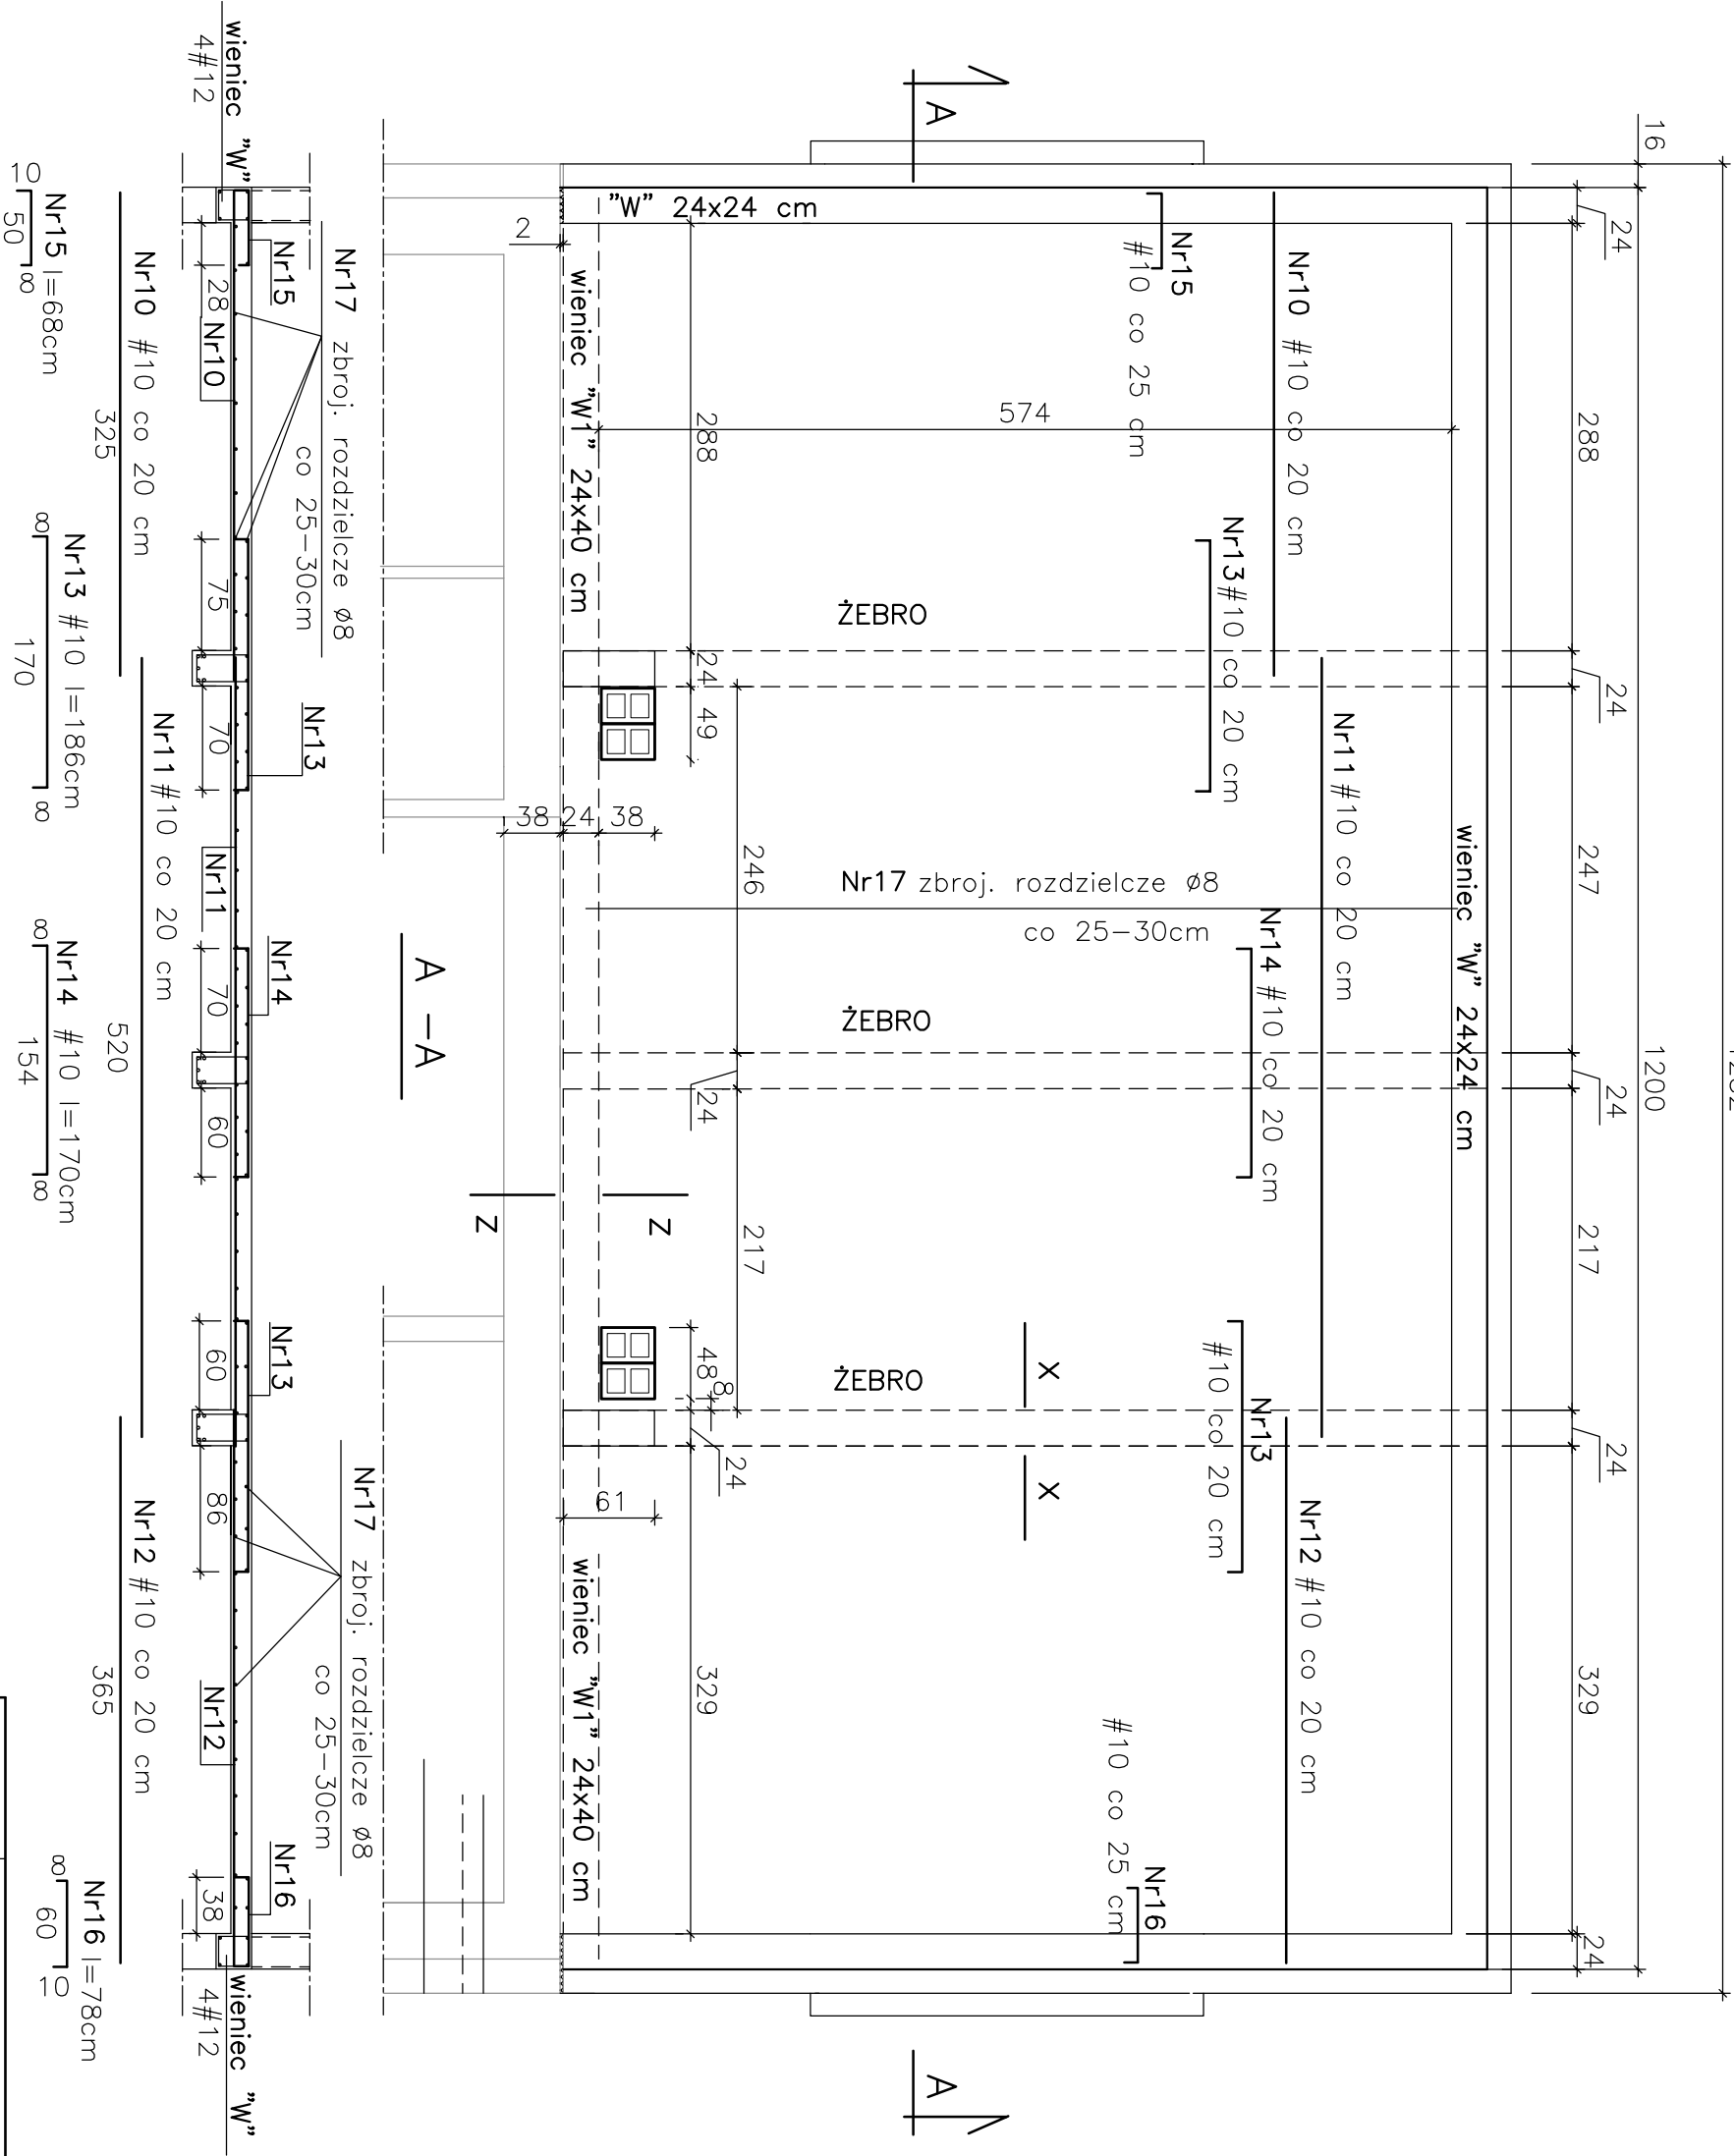 1200
16
24
288
24
247
24
217
24
329
24
wieniec "W" 24x24 cm
Nr10 #10 co 20 cm
Nr11 #10 co 20 cm
Nr12 #10 co 20 cm
Nr15
#10 co 25 cm
Nr13 #10 co 20 cm
Nr14 #10 co 20 cm
Nr13
#10 co 20 cm
Nr16
#10 co 25 cm
574
Nr17 zbroj. rozdzielcze ø8
co 25-30cm
A
A
ŻEBRO
ŻEBRO
ŻEBRO
x
x
"W" 24x24 cm
288
24
49
246
24
217
48
8
24
329
61
38
24
38
2
z
z
wieniec "W1" 24x40 cm
wieniec "W1" 24x40 cm
A -A
Nr17 zbroj. rozdzielcze ø8
co 25-30cm
Nr17 zbroj. rozdzielcze ø8
co 25-30cm
Nr15
Nr13
Nr14
Nr13
Nr16
wieniec "W"
4#12
28
Nr10
75
70
Nr11
70
60
60
86
Nr12
38
wieniec "W"
4#12
Nr10 #10 co 20 cm
325
Nr11 #10 co 20 cm
520
Nr12 #10 co 20 cm
365
Nr15 l=68cm
10
50
8
Nr13 #10 l=186cm
8
170
8
Nr14 #10 l=170cm
8
154
8
Nr16 l=78cm
8
60
10